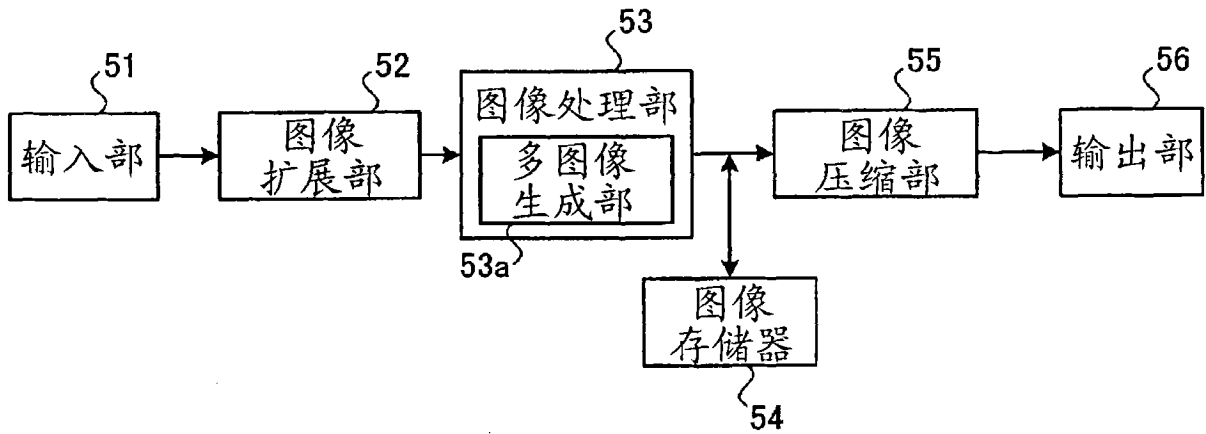 51
52
53
55
56
输入部
图像
扩展部
图像处理部
多图像
生成部
53a
图像
压缩部
输出部
图像
存储器
54